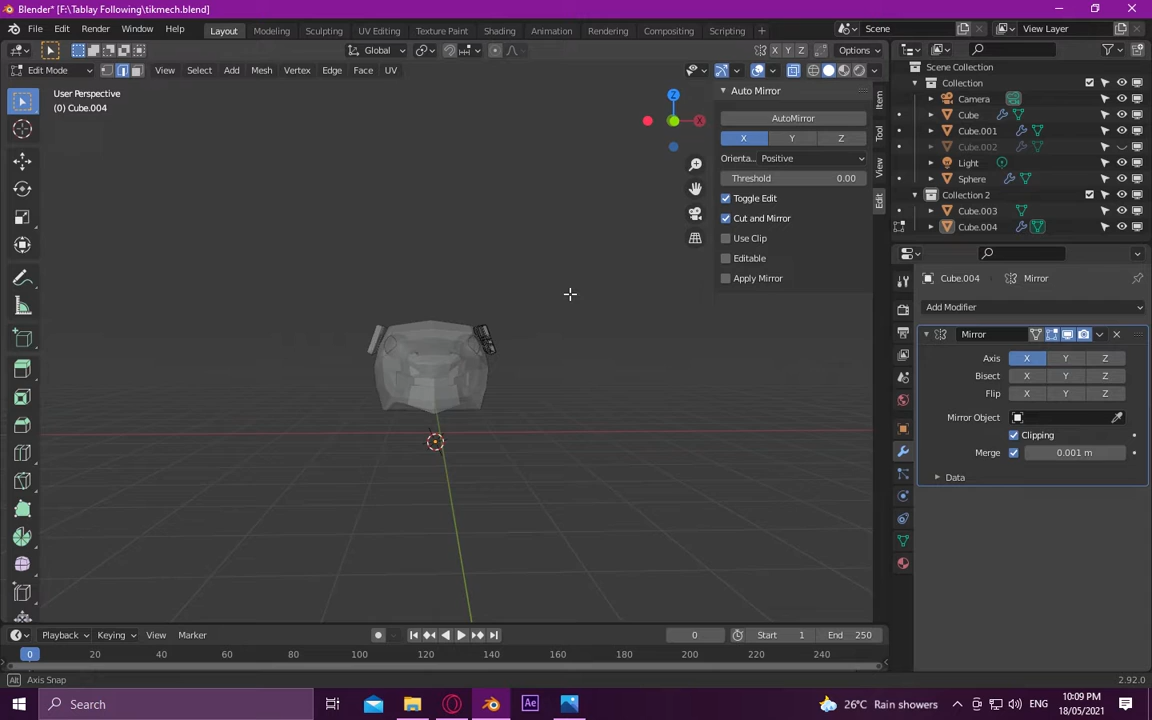 Blender* [F:\Tablay Following\tikmech.blend]
File Edit Render Window Help Layout Modeling Sculpting UV Editing Texture Paint Shading Animation Rendering Compositing Scripting Scene View Layer
Global Options
Edit Mode View Select Add Mesh Vertex Edge Face UV
User Perspective
(0) Cube.004
Z
X
Auto Mirror
AutoMirror
X Y Z
Orienta... Positive
Threshold 0.00
Toggle Edit
Cut and Mirror
Use Clip
Editable
Apply Mirror
Item
Tool
View
Edit
Scene Collection
Collection
Camera
Cube
Cube.001
Cube.002
Light
Sphere
Collection 2
Cube.003
Cube.004
Cube.004 Mirror
Add Modifier
Mirror
Axis X Y Z
Bisect X Y Z
Flip X Y Z
Mirror Object
Clipping
Merge 0.001 m
Data
Playback Keying View Marker 0 Start 1 End 250
0 20 40 60 80 100 120 140 160 180 200 220 240
Alt Axis Snap 2.92.0
Search Ae 26°C Rain showers ENG 10:09 PM
18/05/2021